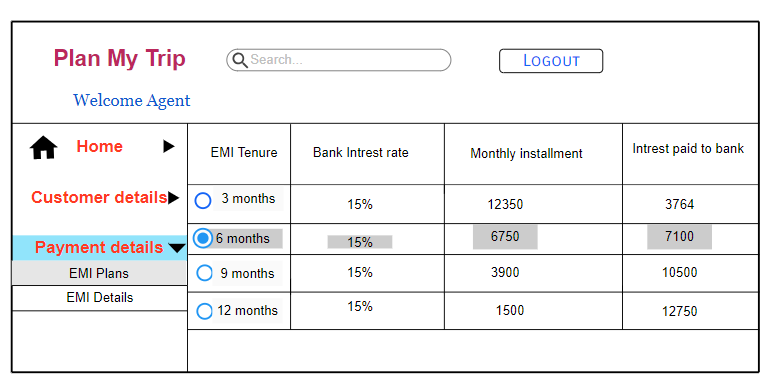 Plan My Trip
Search...
LOGOUT
Welcome Agent
Home
Customer details
Payment details
EMI Plans
EMI Details
EMI Tenure Bank Intrest rate Monthly installment Intrest paid to bank
3 months 15% 12350 3764
6 months 15% 6750 7100
9 months 15% 3900 10500
12 months 15% 1500 12750